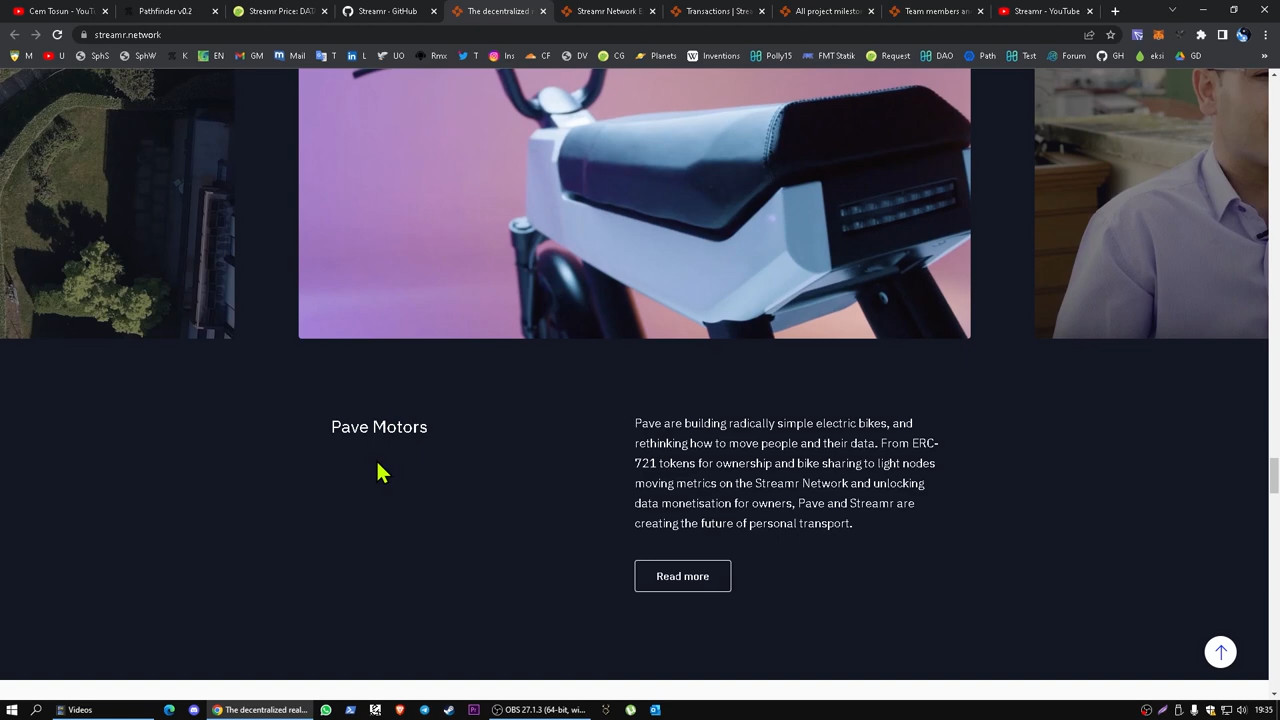 Cem Tosun - YouTu
Pathfinder v0.2
Streamr Price: DAT
Streamr · GitHub
The decentralized r
Streamr Network E
Transactions | Strea
All project milestor
Team members and
Streamr - YouTube
streamr.network
M
U
SphS
SphW
K
EN
GM
Mail
T
L
UO
Rmx
T
Ins
CF
DV
CG
Planets
Inventions
Polly15
FMT Statik
Request
DAO
Path
Test
Forum
GH
eksi
GD
»
Pave Motors
Pave are building radically simple electric bikes, and
rethinking how to move people and their data. From ERC-
721 tokens for ownership and bike sharing to light nodes
moving metrics on the Streamr Network and unlocking
data monetisation for owners, Pave and Streamr are
creating the future of personal transport.
Read more
Videos
The decentralized real...
OBS 27.1.3 (64-bit, wi...
19:35